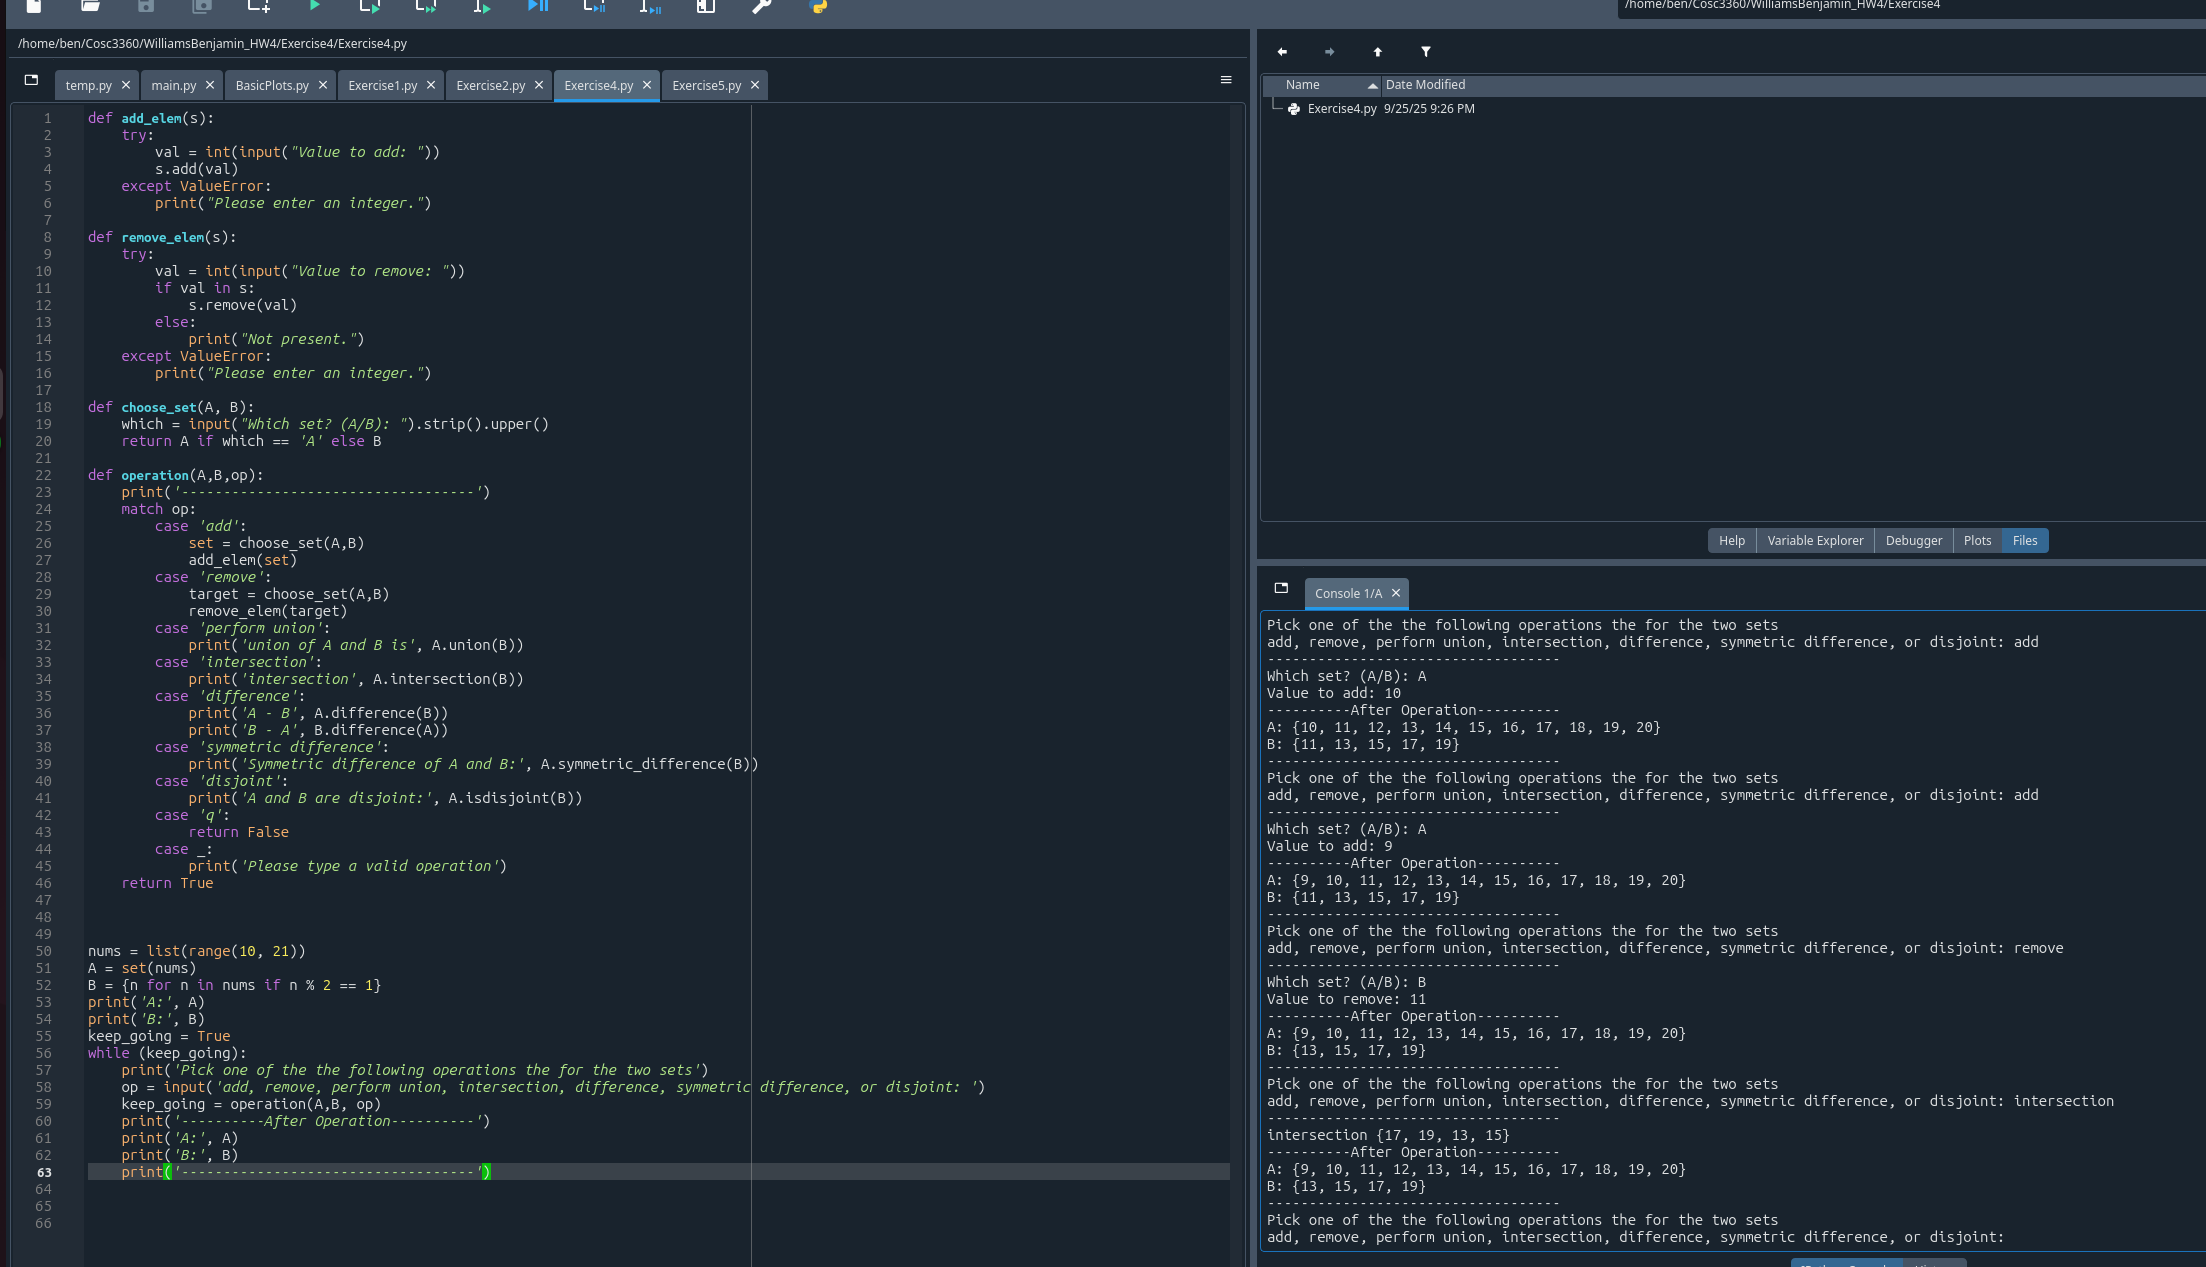 /home/ben/Cosc3360/WilliamsBenjamin_HW4/Exercise4
/home/ben/Cosc3360/WilliamsBenjamin_HW4/Exercise4/Exercise4.py
temp.py
main.py
BasicPlots.py
Exercise1.py
Exercise2.py
Exercise4.py
Exercise5.py
1 def add_elem(s):
2     try:
3         val = int(input("Value to add: "))
4         s.add(val)
5     except ValueError:
6         print("Please enter an integer.")
7
8 def remove_elem(s):
9     try:
10         val = int(input("Value to remove: "))
11         if val in s:
12             s.remove(val)
13         else:
14             print("Not present.")
15     except ValueError:
16         print("Please enter an integer.")
17
18 def choose_set(A, B):
19     which = input("Which set? (A/B): ").strip().upper()
20     return A if which == 'A' else B
21
22 def operation(A,B,op):
23     print('-----------------------------------')
24     match op:
25         case 'add':
26             set = choose_set(A,B)
27             add_elem(set)
28         case 'remove':
29             target = choose_set(A,B)
30             remove_elem(target)
31         case 'perform union':
32             print('union of A and B is', A.union(B))
33         case 'intersection':
34             print('intersection', A.intersection(B))
35         case 'difference':
36             print('A - B', A.difference(B))
37             print('B - A', B.difference(A))
38         case 'symmetric difference':
39             print('Symmetric difference of A and B:', A.symmetric_difference(B))
40         case 'disjoint':
41             print('A and B are disjoint:', A.isdisjoint(B))
42         case 'q':
43             return False
44         case _:
45             print('Please type a valid operation')
46     return True
47
48
49
50 nums = list(range(10, 21))
51 A = set(nums)
52 B = {n for n in nums if n % 2 == 1}
53 print('A:', A)
54 print('B:', B)
55 keep_going = True
56 while (keep_going):
57     print('Pick one of the the following operations the for the two sets')
58     op = input('add, remove, perform union, intersection, difference, symmetric difference, or disjoint: ')
59     keep_going = operation(A,B, op)
60     print('----------After Operation----------')
61     print('A:', A)
62     print('B:', B)
63     print('-----------------------------------')
64
65
66
Name Date Modified
Exercise4.py 9/25/25 9:26 PM
Help Variable Explorer Debugger Plots Files
Console 1/A
Pick one of the the following operations the for the two sets
add, remove, perform union, intersection, difference, symmetric difference, or disjoint: add
-----------------------------------
Which set? (A/B): A
Value to add: 10
----------After Operation----------
A: {10, 11, 12, 13, 14, 15, 16, 17, 18, 19, 20}
B: {11, 13, 15, 17, 19}
-----------------------------------
Pick one of the the following operations the for the two sets
add, remove, perform union, intersection, difference, symmetric difference, or disjoint: add
-----------------------------------
Which set? (A/B): A
Value to add: 9
----------After Operation----------
A: {9, 10, 11, 12, 13, 14, 15, 16, 17, 18, 19, 20}
B: {11, 13, 15, 17, 19}
-----------------------------------
Pick one of the the following operations the for the two sets
add, remove, perform union, intersection, difference, symmetric difference, or disjoint: remove
-----------------------------------
Which set? (A/B): B
Value to remove: 11
----------After Operation----------
A: {9, 10, 11, 12, 13, 14, 15, 16, 17, 18, 19, 20}
B: {13, 15, 17, 19}
-----------------------------------
Pick one of the the following operations the for the two sets
add, remove, perform union, intersection, difference, symmetric difference, or disjoint: intersection
-----------------------------------
intersection {17, 19, 13, 15}
----------After Operation----------
A: {9, 10, 11, 12, 13, 14, 15, 16, 17, 18, 19, 20}
B: {13, 15, 17, 19}
-----------------------------------
Pick one of the the following operations the for the two sets
add, remove, perform union, intersection, difference, symmetric difference, or disjoint: